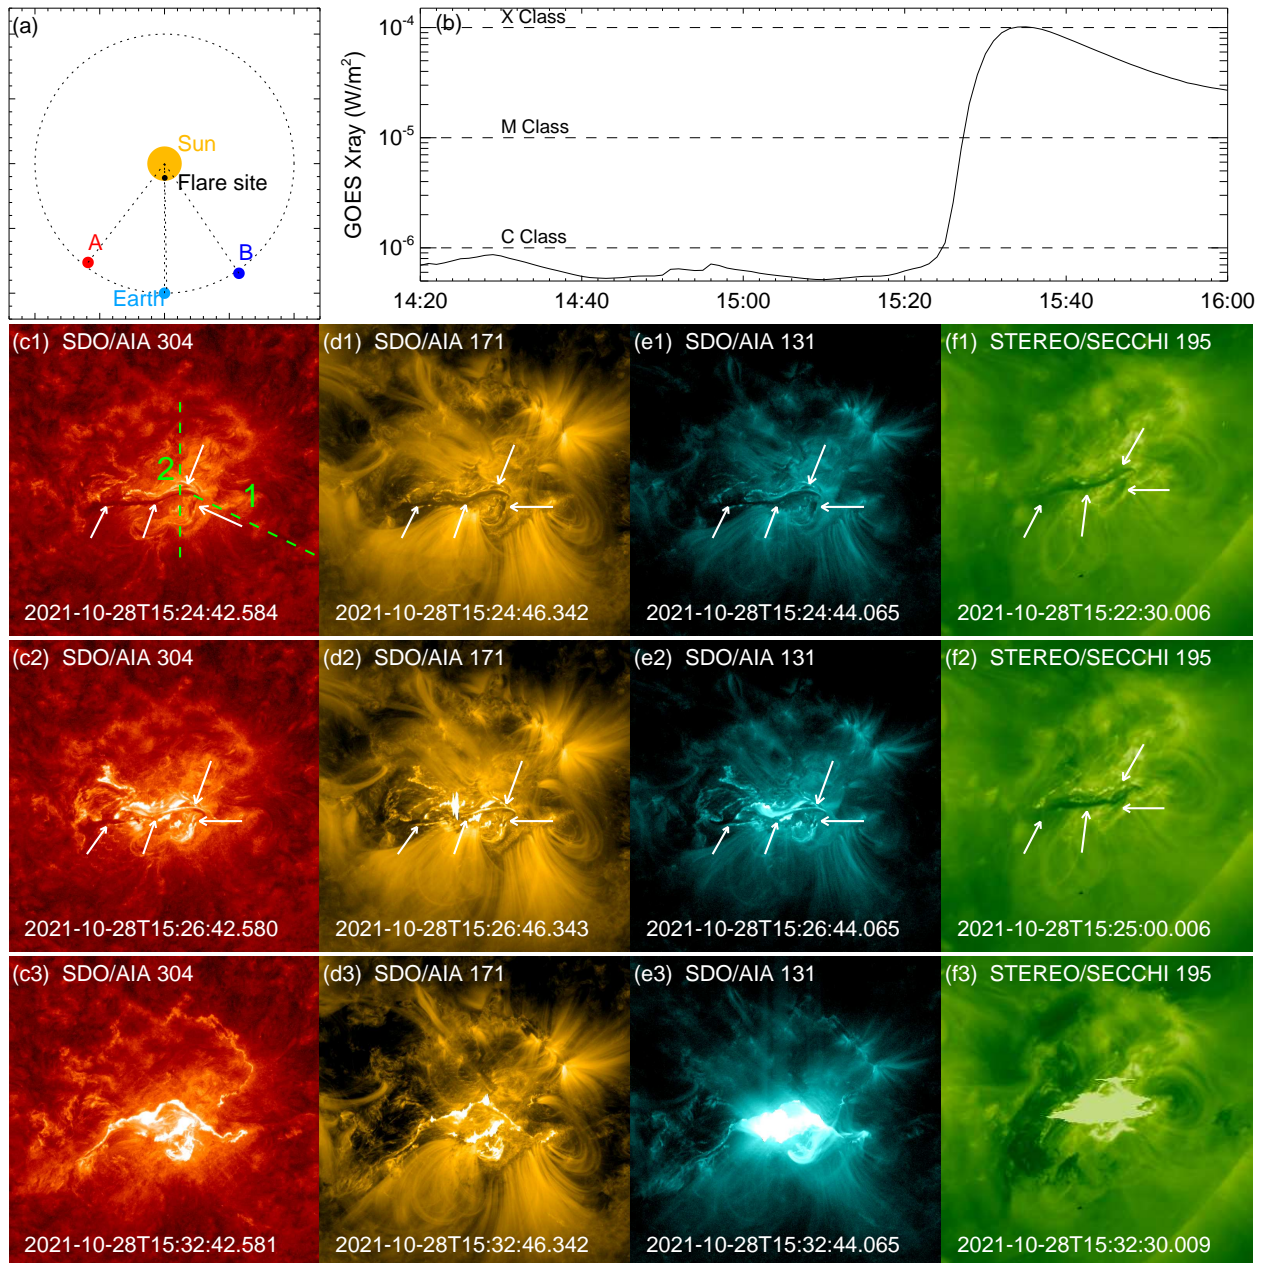 (a)
Sun
Flare site
A
B
Earth
(b)
X Class
M Class
C Class
GOES Xray (W/m²)
10⁻⁴
10⁻⁵
10⁻⁶
14:20 14:40 15:00 15:20 15:40 16:00
(c1) SDO/AIA 304
2
1
2021-10-28T15:24:42.584
(d1) SDO/AIA 171
2021-10-28T15:24:46.342
(e1) SDO/AIA 131
2021-10-28T15:24:44.065
(f1) STEREO/SECCHI 195
2021-10-28T15:22:30.006
(c2) SDO/AIA 304
2021-10-28T15:26:42.580
(d2) SDO/AIA 171
2021-10-28T15:26:46.343
(e2) SDO/AIA 131
2021-10-28T15:26:44.065
(f2) STEREO/SECCHI 195
2021-10-28T15:25:00.006
(c3) SDO/AIA 304
2021-10-28T15:32:42.581
(d3) SDO/AIA 171
2021-10-28T15:32:46.342
(e3) SDO/AIA 131
2021-10-28T15:32:44.065
(f3) STEREO/SECCHI 195
2021-10-28T15:32:30.009